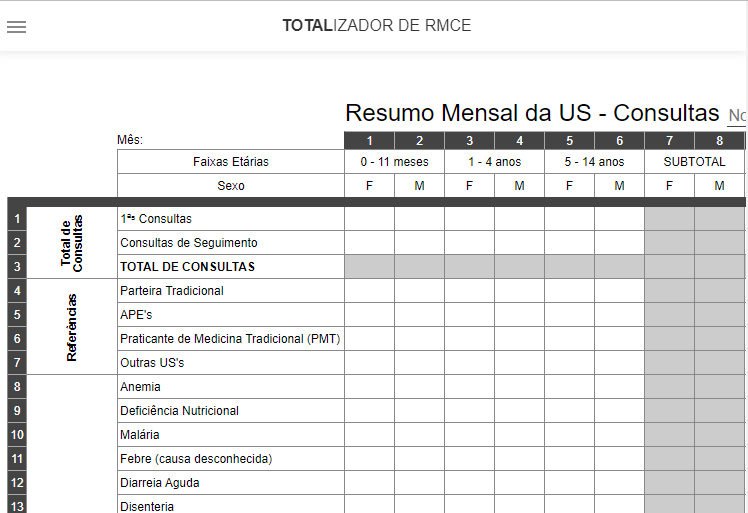 TOTALIZADOR DE RMCE
Resumo Mensal da US - Consultas No
Mês: 1 2 3 4 5 6 7 8
Faixas Etárias 0 - 11 meses 1 - 4 anos 5 - 14 anos SUBTOTAL
Sexo F M F M F M F M
Total de Consultas
1 1ªs Consultas
2 Consultas de Seguimento
3 TOTAL DE CONSULTAS
Referências
4 Parteira Tradicional
5 APE's
6 Praticante de Medicina Tradicional (PMT)
7 Outras US's
8 Anemia
9 Deficiência Nutricional
10 Malária
11 Febre (causa desconhecida)
12 Diarreia Aguda
13 Disenteria